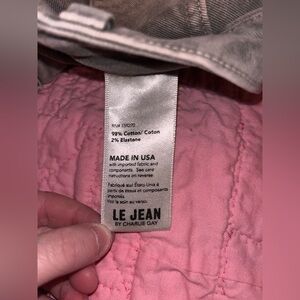 98% Cotton/ Coton
2% Elastane
MADE IN USA
with imported fabric and
components. See care
instructions on reverse.
Fabriqué aux États Unis à
partir de tissus et composants
importés.
Voir le soin au verso.
LE JEAN
BY CHARLIE GAY